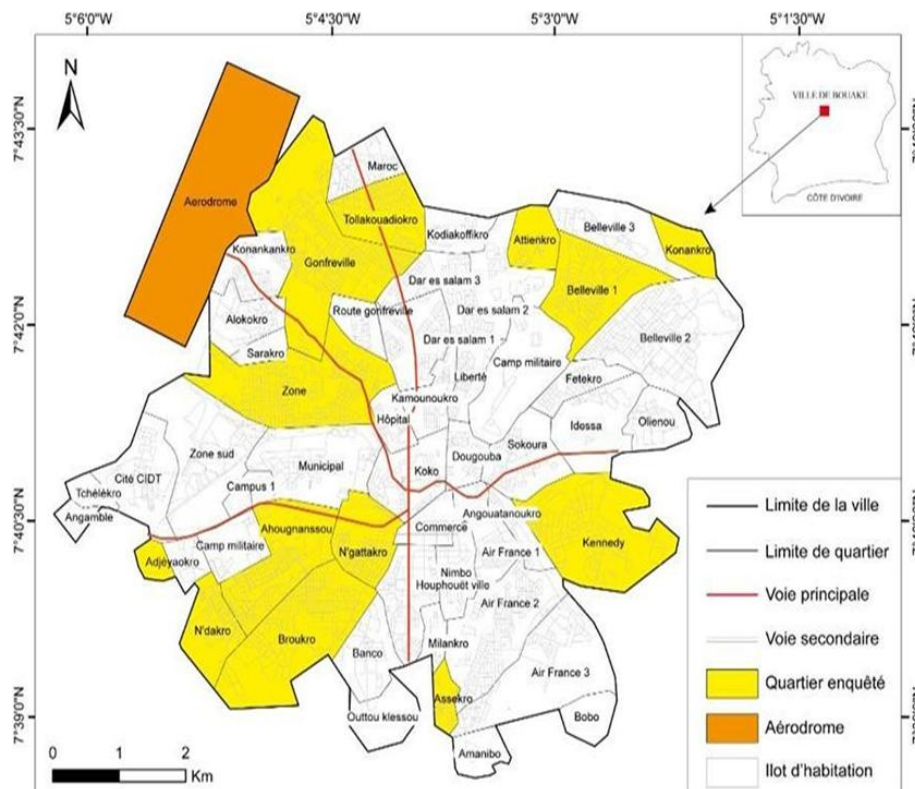 5°6'0"W
5°4'30"W
5°3'0"W
5°1'30"W
N
VILLE DE BOUAKE
CÔTE D'IVOIRE
7°43'30"N
7°42'0"N
7°40'30"N
7°39'0"N
Maroc
Aerodrome
Tollakouadiokro
Kodiakoffikro
Attienkro
Belleville 3
Konankro
Konankankro
Gonfreville
Dar es salam 3
Belleville 1
Alokokro
Route gonfreville
Dar es salam 2
Dar es salam 1
Belleville 2
Sarakro
Camp militaire
Liberté
Fetekro
Zone
Kamounoukro
Hôpital
Idessa
Olienou
Sokoura
Zone sud
Municipal
Koko
Dougouba
Cité CIDT
Campus 1
Tchélékro
Angamble
Ahougnanssou
Commerce
Angouatanoukro
Kennedy
Adjéyaokro
Camp militaire
N'gattakro
Air France 1
Nimbo
Houphouët ville
Air France 2
N'dakro
Broukro
Banco
Milankro
Air France 3
Assekro
Outtou klessou
Bobo
Amanibo
0 1 2
Km
Limite de la ville
Limite de quartier
Voie principale
Voie secondaire
Quartier enquêté
Aérodrome
Ilot d'habitation